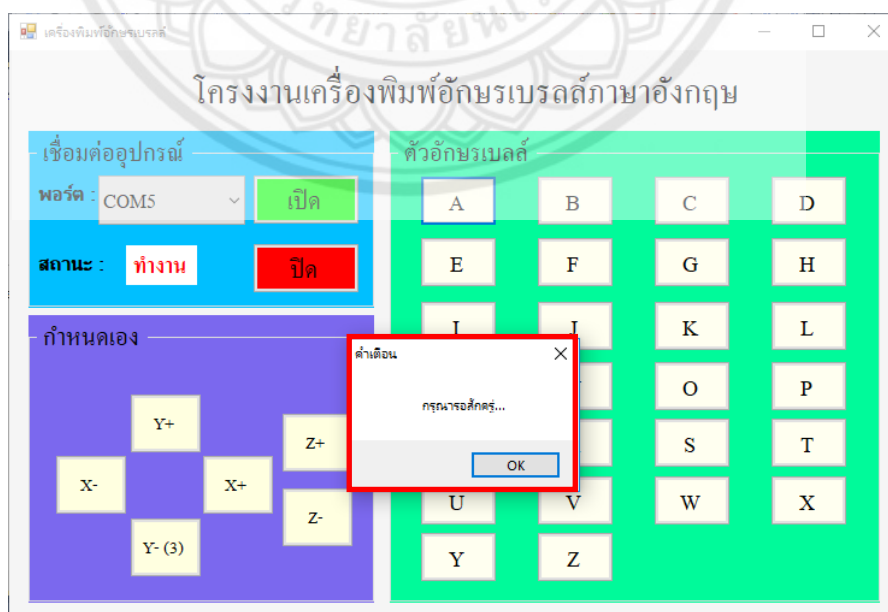 เครื่องพิมพ์อักษรเบรลล์
โครงงานเครื่องพิมพ์อักษรเบรลล์ภาษาอังกฤษ
เชื่อมต่ออุปกรณ์
พอร์ต : COM5 เปิด
สถานะ : ทำงาน ปิด
กำหนดเอง
Y+
X- X+
Y- (3)
Z+
Z-
ตัวอักษรเบลล์
A B C D
E F G H
I J K L
O P
S T
U V W X
Y Z
คำเตือน
กรุณารอสักครู่...
OK